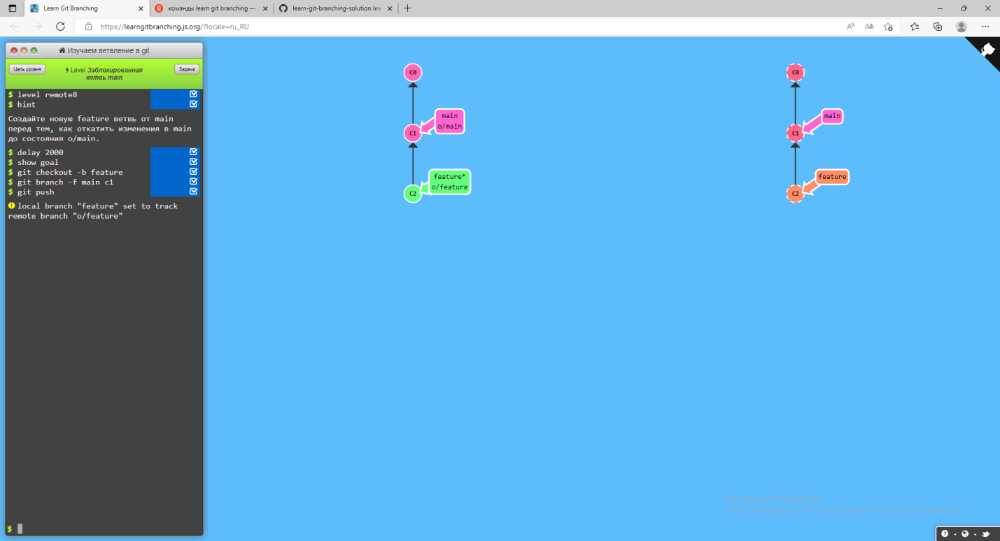 Learn Git Branching
команды learn git branching —
learn-git-branching-solution lea
https://learngitbranching.js.org/?locale=ru_RU
Изучаем ветвление в git
Цель уровня
Level Заблокированная
ветвь main
Задача
$ level remote8
$ hint
Создайте новую feature ветвь от main
перед тем, как откатить изменения в main
до состояния o/main.
$ delay 2000
$ show goal
$ git checkout -b feature
$ git branch -f main c1
$ git push
local branch "feature" set to track
remote branch "o/feature"
$
C0
main
o/main
C1
feature*
o/feature
C2
C0
main
C1
feature
C2